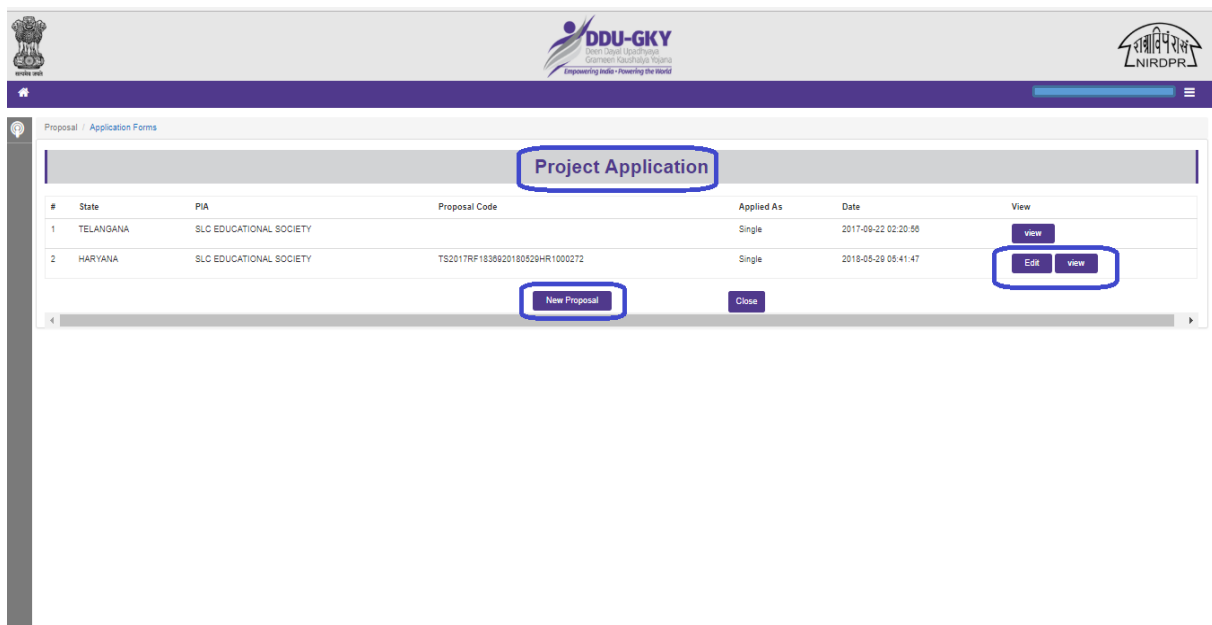 सत्यमेव जयते
DDU-GKY
Deen Dayal Upadhyaya
Grameen Kaushalya Yojana
Empowering India - Powering the World
राग्राविपंरासं
NIRDPR
Proposal / Application Forms
Project Application
# State PIA Proposal Code Applied As Date View
1 TELANGANA SLC EDUCATIONAL SOCIETY Single 2017-09-22 02:20:56 view
2 HARYANA SLC EDUCATIONAL SOCIETY TS2017RF1836920180529HR1000272 Single 2018-05-29 05:41:47 Edit view
New Proposal Close